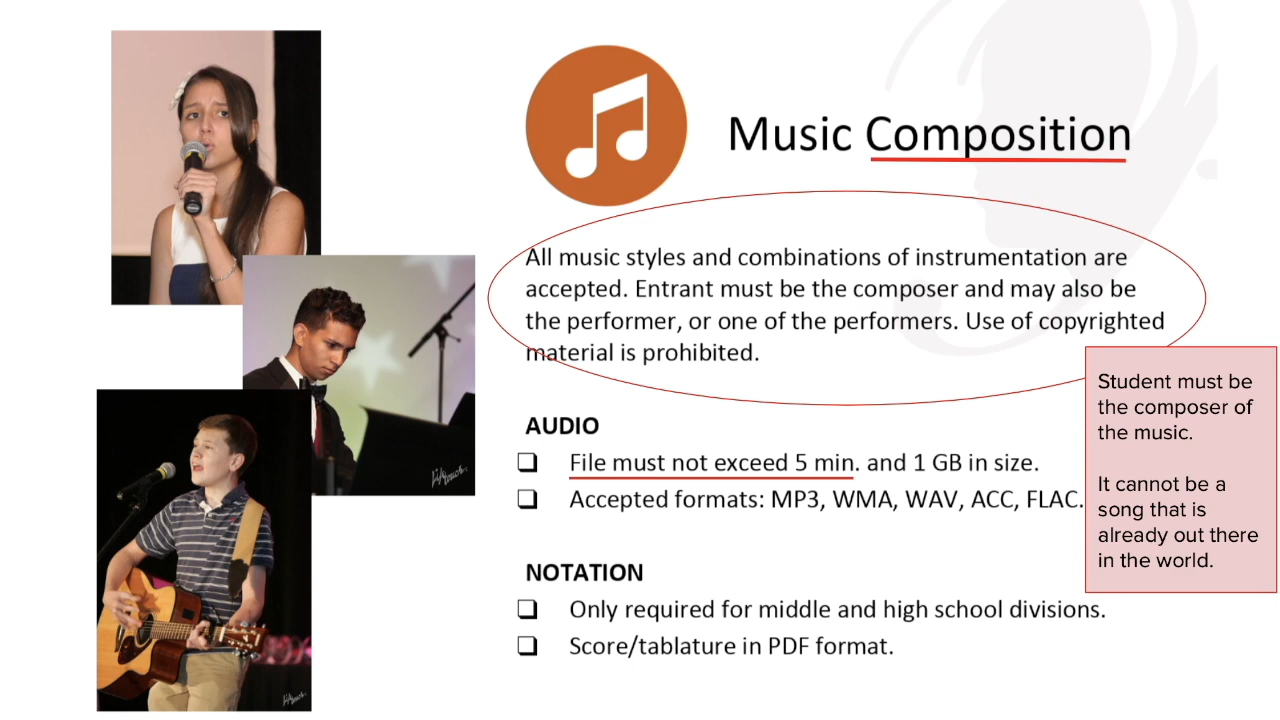 Music Composition
All music styles and combinations of instrumentation are
accepted. Entrant must be the composer and may also be
the performer, or one of the performers. Use of copyrighted
material is prohibited.
AUDIO
❏ File must not exceed 5 min. and 1 GB in size.
❏ Accepted formats: MP3, WMA, WAV, ACC, FLAC.
Student must be
the composer of
the music.
It cannot be a
song that is
already out there
in the world.
NOTATION
❏ Only required for middle and high school divisions.
❏ Score/tablature in PDF format.